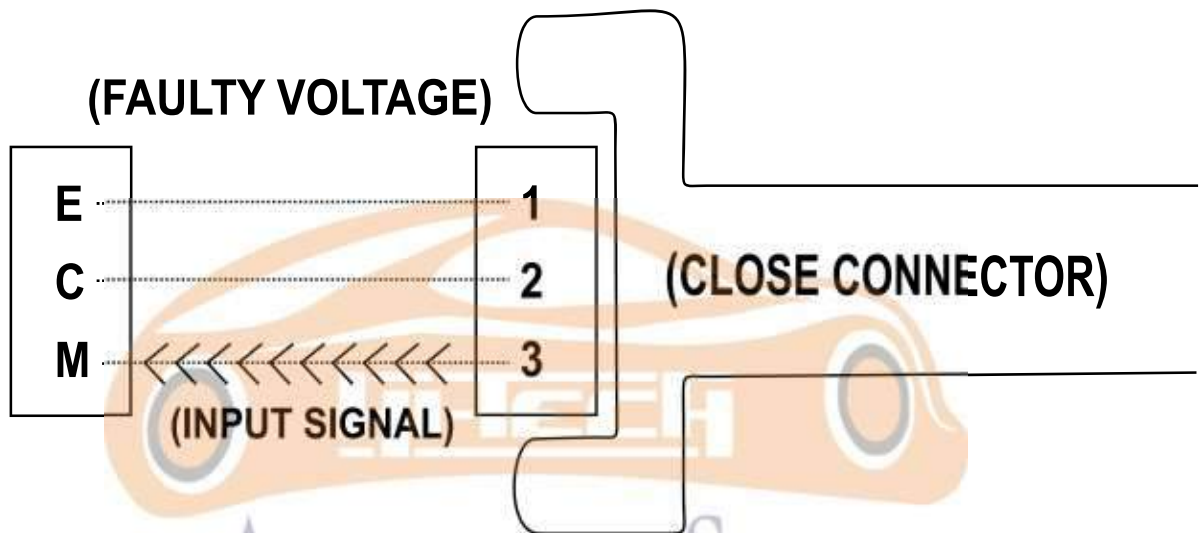 (FAULTY VOLTAGE)
E 1
C 2
(CLOSE CONNECTOR)
M 3
(INPUT SIGNAL)